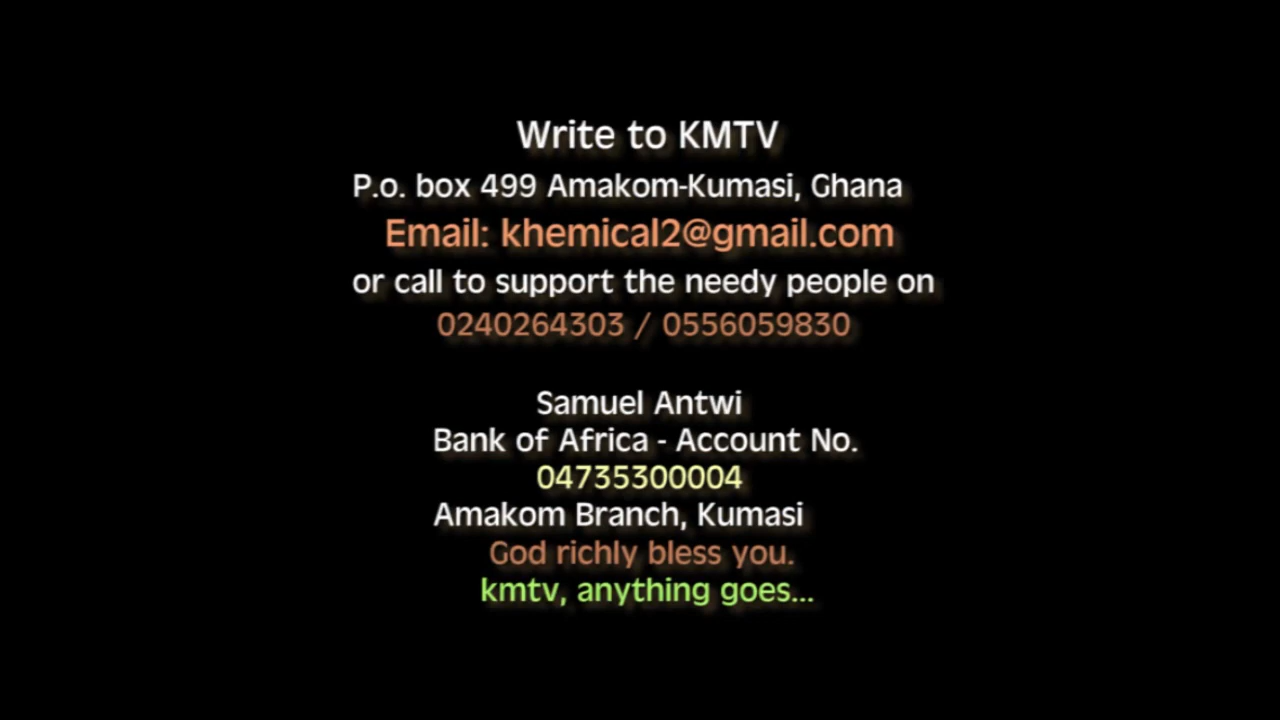 Write to KMTV
P.o. box 499 Amakom-Kumasi, Ghana
Email: khemical2@gmail.com
or call to support the needy people on
0240264303 / 0556059830
Samuel Antwi
Bank of Africa - Account No.
04735300004
Amakom Branch, Kumasi
God richly bless you.
kmtv, anything goes...